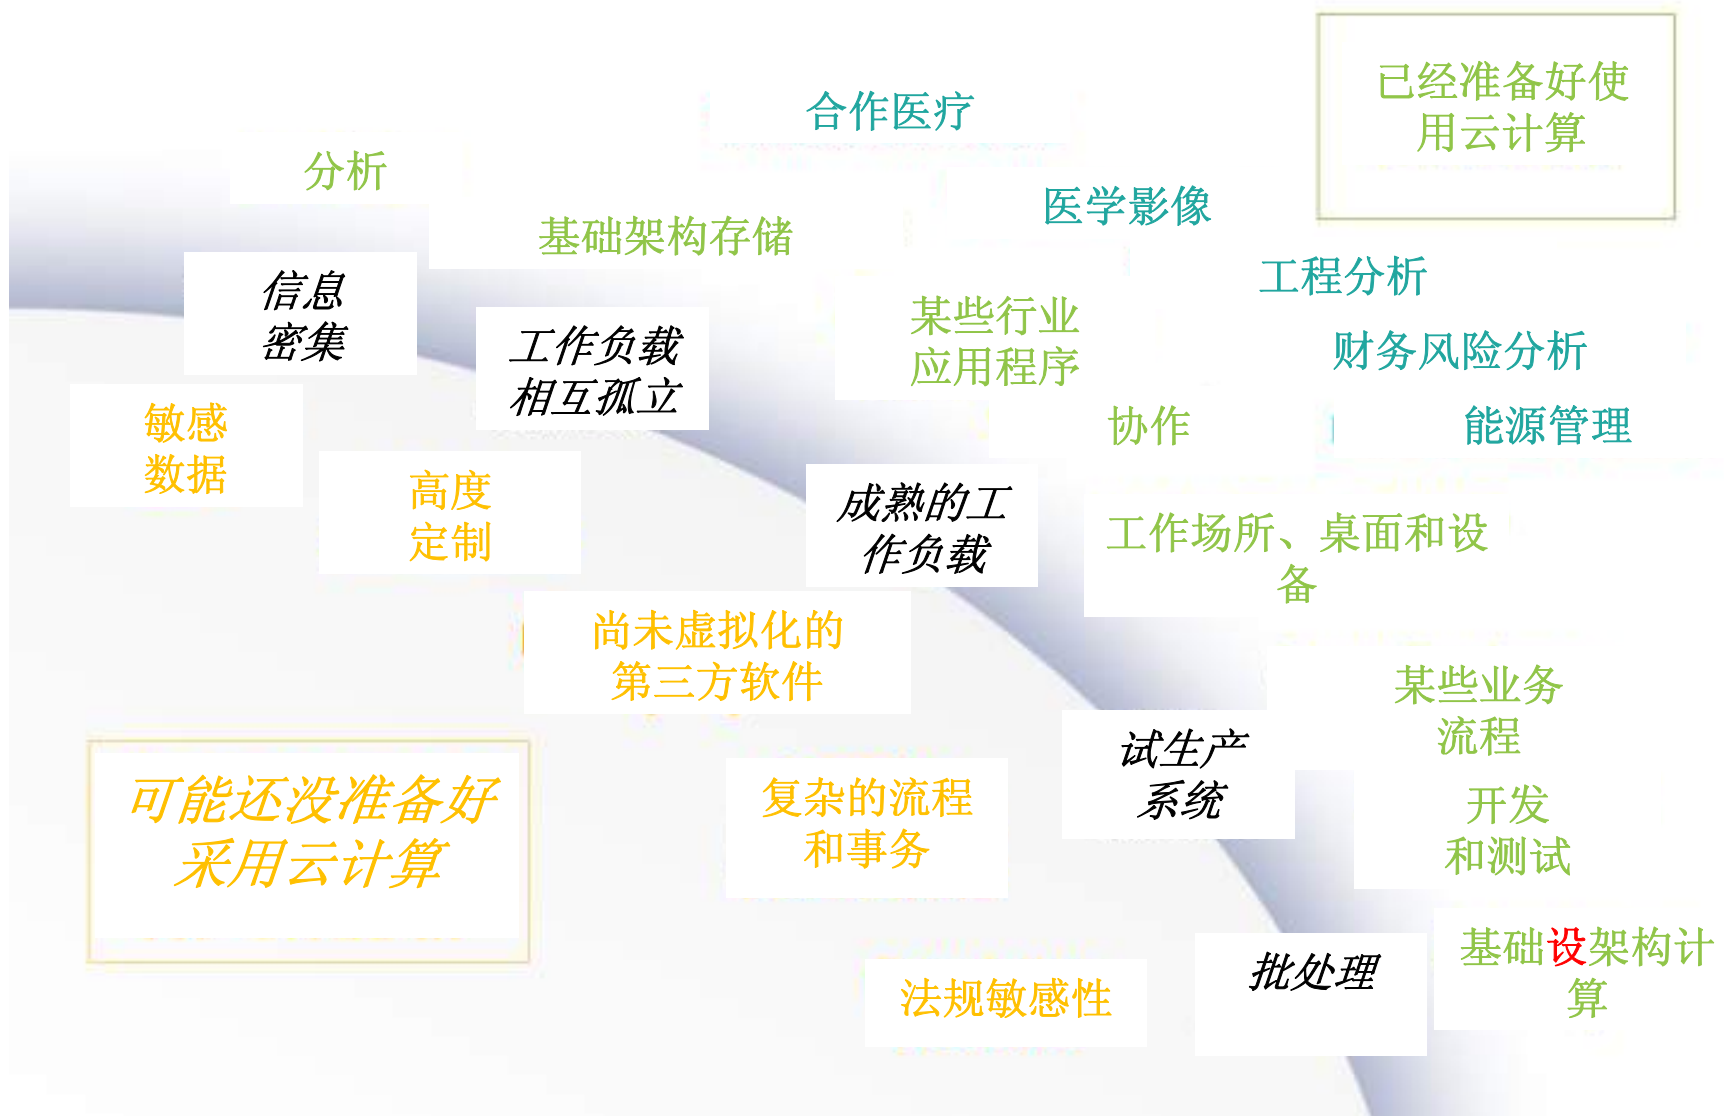 已经准备好使
用云计算
合作医疗
分析
医学影像
基础架构存储
工程分析
信息
密集
某些行业
应用程序
工作负载
相互孤立
财务风险分析
敏感
数据
协作
能源管理
高度
定制
成熟的工
作负载
工作场所、桌面和设
备
尚未虚拟化的
第三方软件
某些业务
流程
试生产
系统
可能还没准备好
采用云计算
复杂的流程
和事务
开发
和测试
基础设架构计
算
批处理
法规敏感性